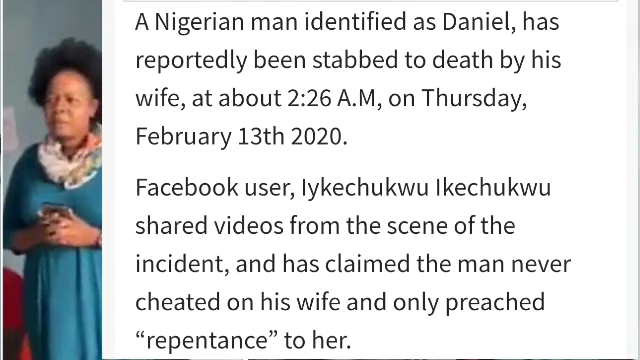 A Nigerian man identified as Daniel, has
reportedly been stabbed to death by his
wife, at about 2:26 A.M, on Thursday,
February 13th 2020.
Facebook user, Iykechukwu Ikechukwu
shared videos from the scene of the
incident, and has claimed the man never
cheated on his wife and only preached
“repentance” to her.